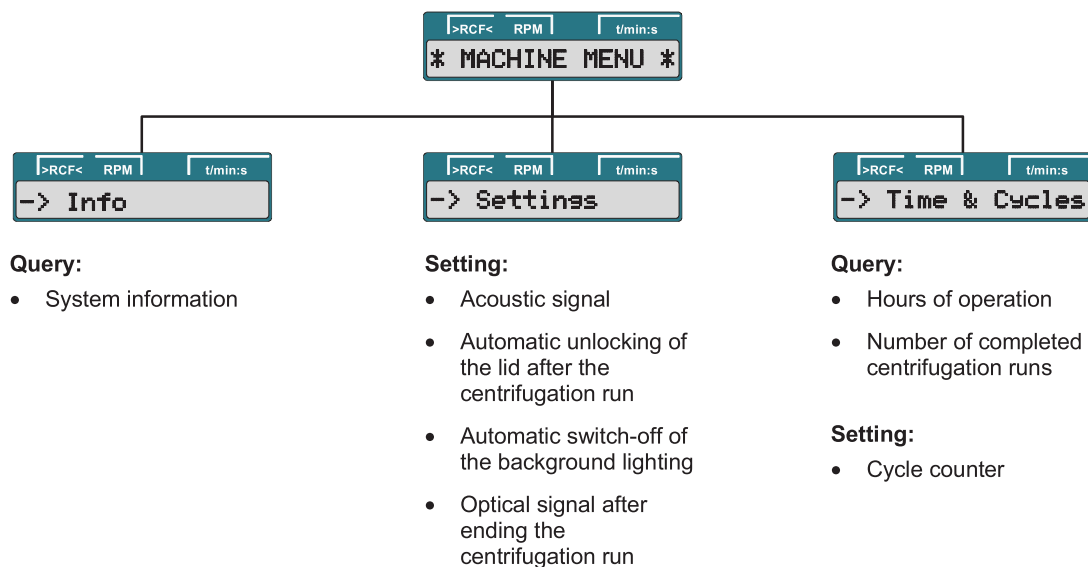 >RCF< RPM t/min:s
* MACHINE MENU *
>RCF< RPM t/min:s
-> Info
Query:
• System information
>RCF< RPM t/min:s
-> Settings
Setting:
• Acoustic signal
• Automatic unlocking of
the lid after the
centrifugation run
• Automatic switch-off of
the background lighting
• Optical signal after
ending the
centrifugation run
>RCF< RPM t/min:s
-> Time & Cycles
Query:
• Hours of operation
• Number of completed
centrifugation runs
Setting:
• Cycle counter